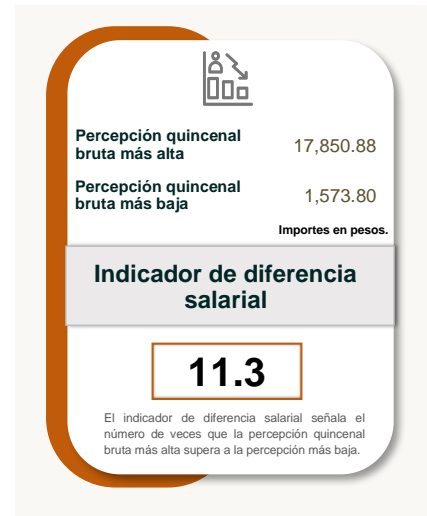 Percepción quincenal
bruta más alta
17,850.88
Percepción quincenal
bruta más baja
1,573.80
Importes en pesos.
Indicador de diferencia
salarial
11.3
El indicador de diferencia salarial señala el
número de veces que la percepción quincenal
bruta más alta supera a la percepción más baja.